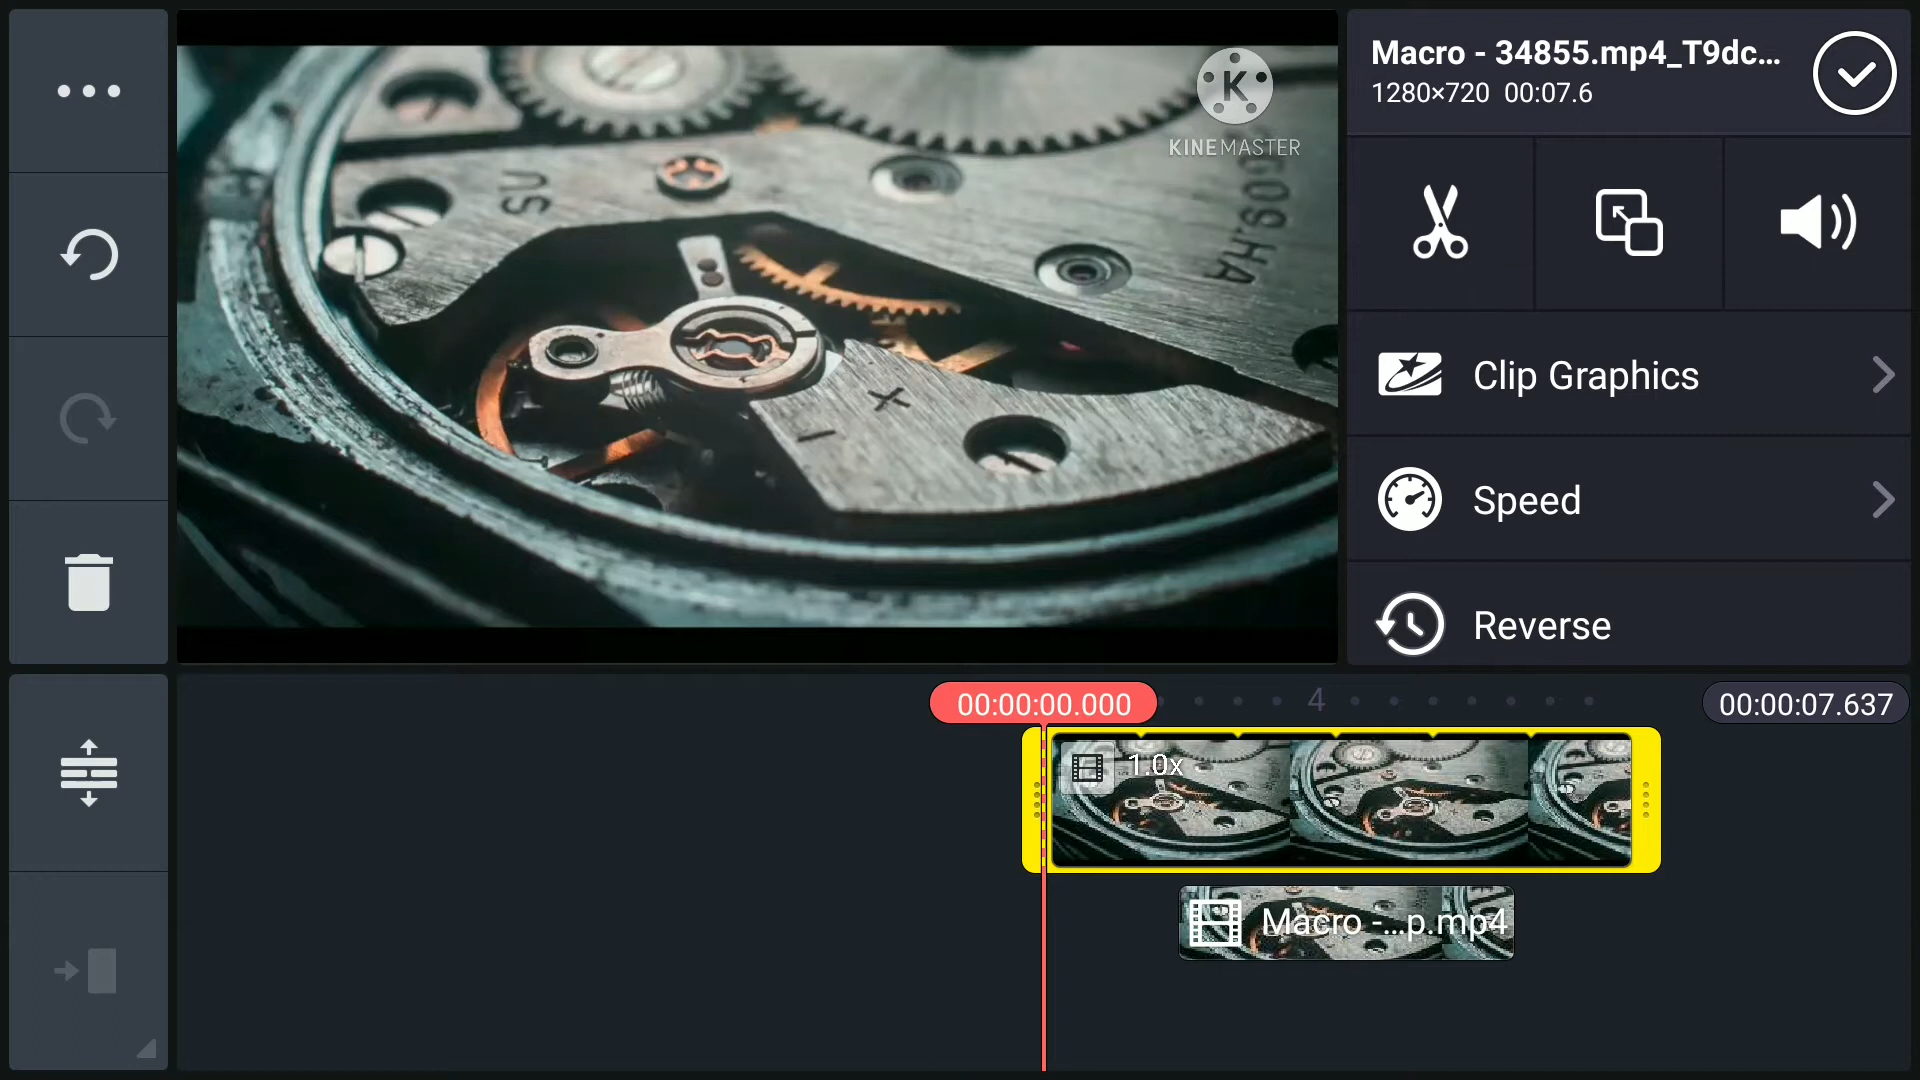 Macro - 34855.mp4_T9dc...
1280×720 00:07.6
K
KINEMASTER
SU
609.HA
Clip Graphics
Speed
Reverse
00:00:00.000
4
00:00:07.637
1.0x
Macro -...p.mp4